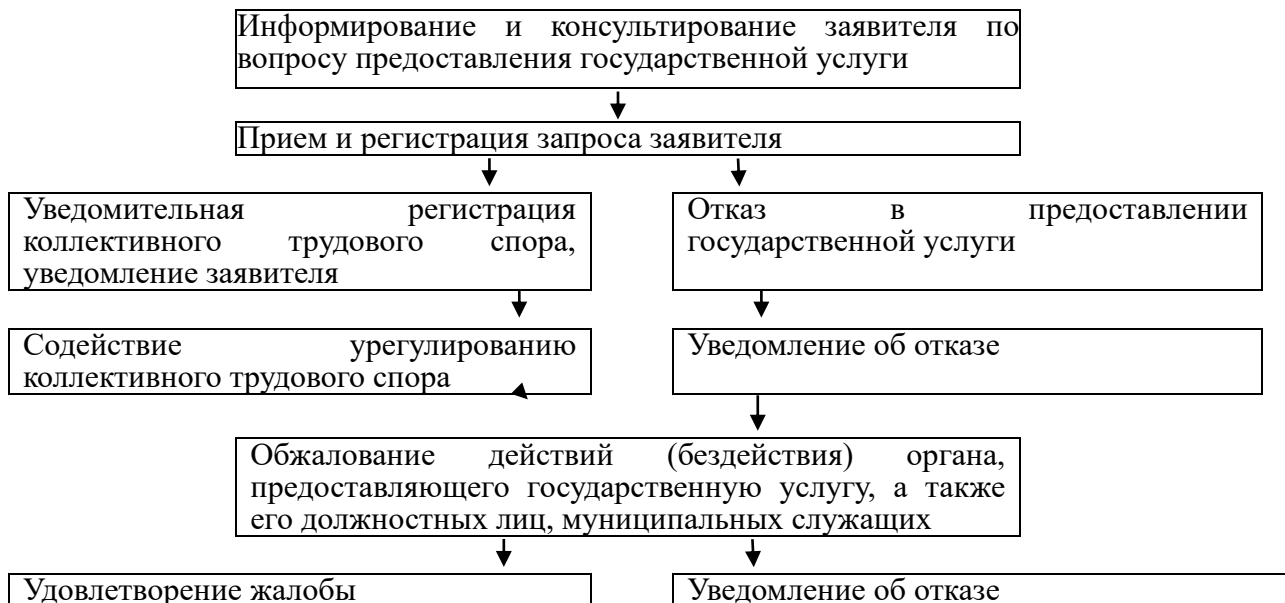 Информирование и консультирование заявителя по
вопросу предоставления государственной услуги
Прием и регистрация запроса заявителя
Уведомительная регистрация
коллективного трудового спора,
уведомление заявителя
Отказ в предоставлении
государственной услуги
Содействие урегулированию
коллективного трудового спора
Уведомление об отказе
Обжалование действий (бездействия) органа,
предоставляющего государственную услугу, а также
его должностных лиц, муниципальных служащих
Удовлетворение жалобы
Уведомление об отказе